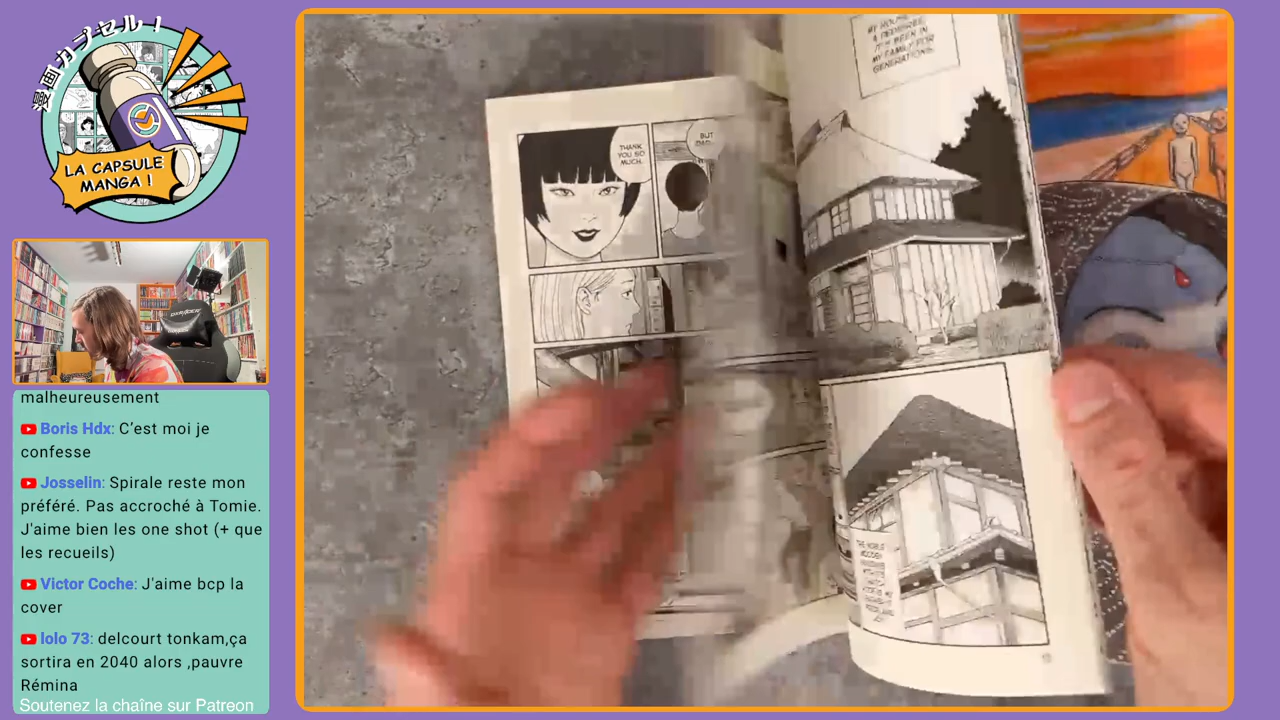 漫画カプセル!
LA CAPSULE
MANGA !
malheureusement
Boris Hdx: C'est moi je
confesse
Josselin: Spirale reste mon
préféré. Pas accroché à Tomie.
J'aime bien les one shot (+ que
les recueils)
Victor Coche: J'aime bcp la
cover
lolo 73: delcourt tonkam,ça
sortira en 2040 alors ,pauvre
Rémina
Soutenez la chaîne sur Patreon
THANK
YOU SO
MUCH.
BUT
MY HOUSE
IT'S BEEN IN
MY FAMILY FOR
GENERATIONS.